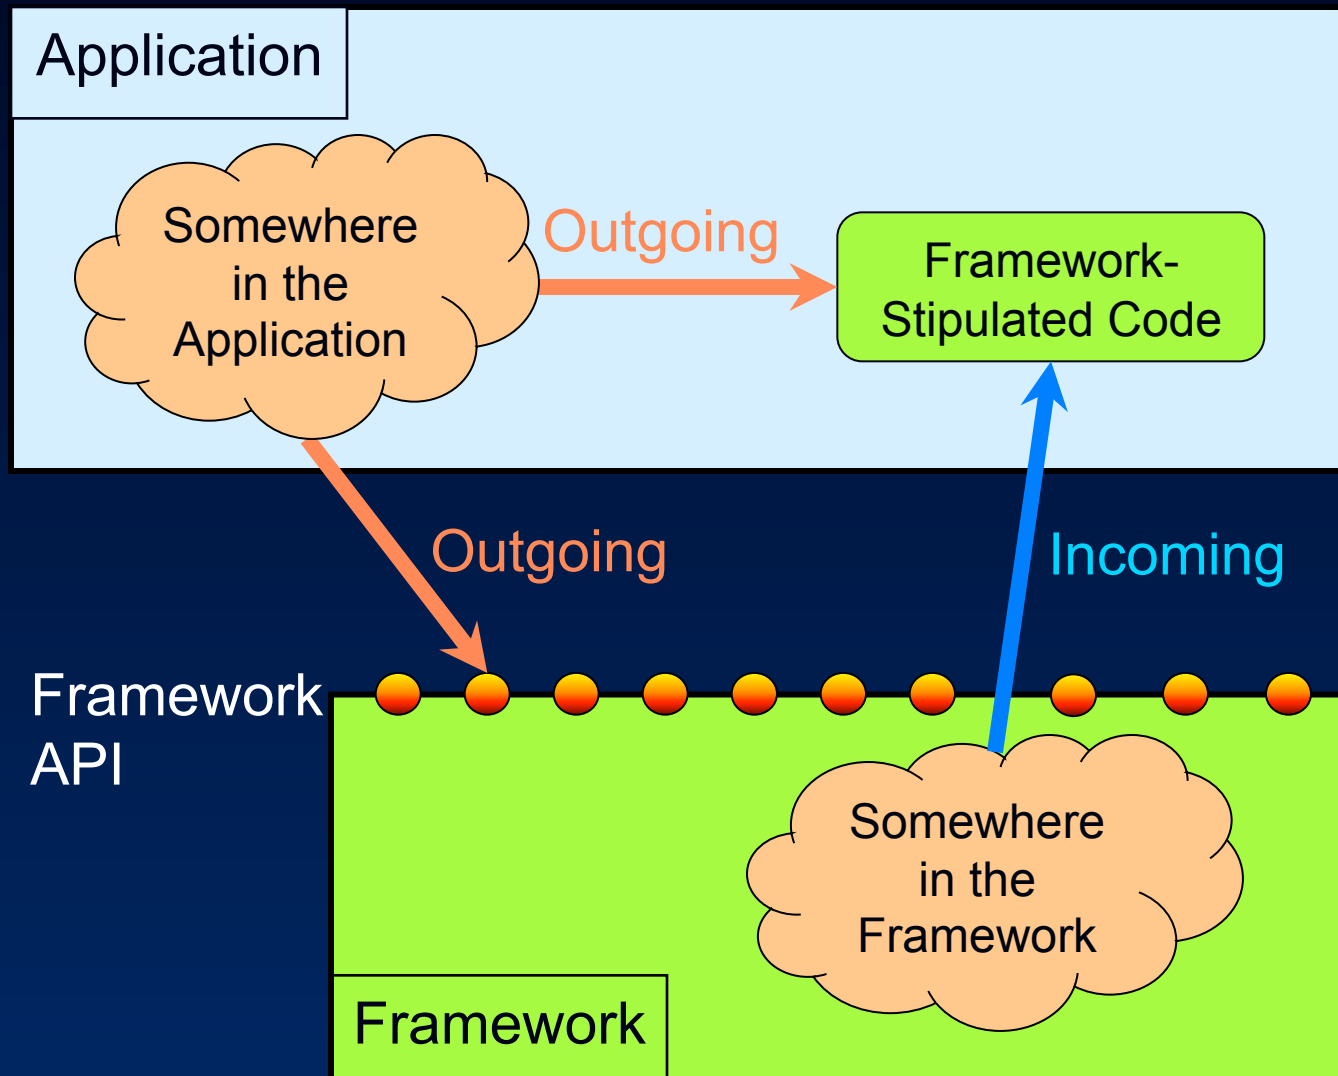 Application
Somewhere
in the
Application
Outgoing
Framework-
Stipulated Code
Outgoing
Incoming
Framework
API
Somewhere
in the
Framework
Framework